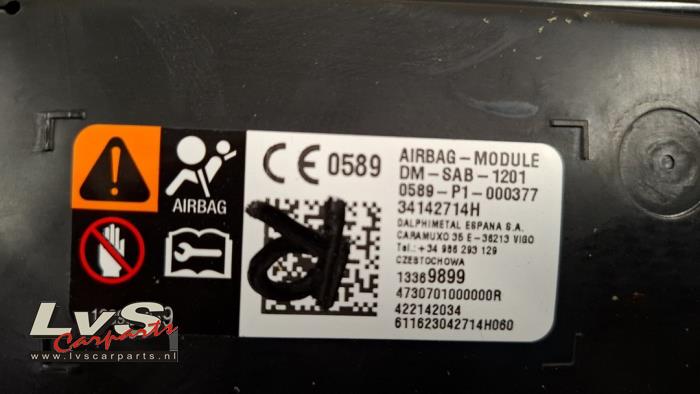 AIRBAG
CE 0589
AIRBAG-MODULE
DM-SAB-1201
0589-P1-000377
34142714H
DALPHIMETAL ESPANA S.A.
CARAMUXO 35 E-36213 VIGO
Tel.: +34 986 293 129
CZESTOCHOWA
13369899
4730701000000R
422142034
611623042714H060
R
LvS
Carparts
www.lvscarparts.nl